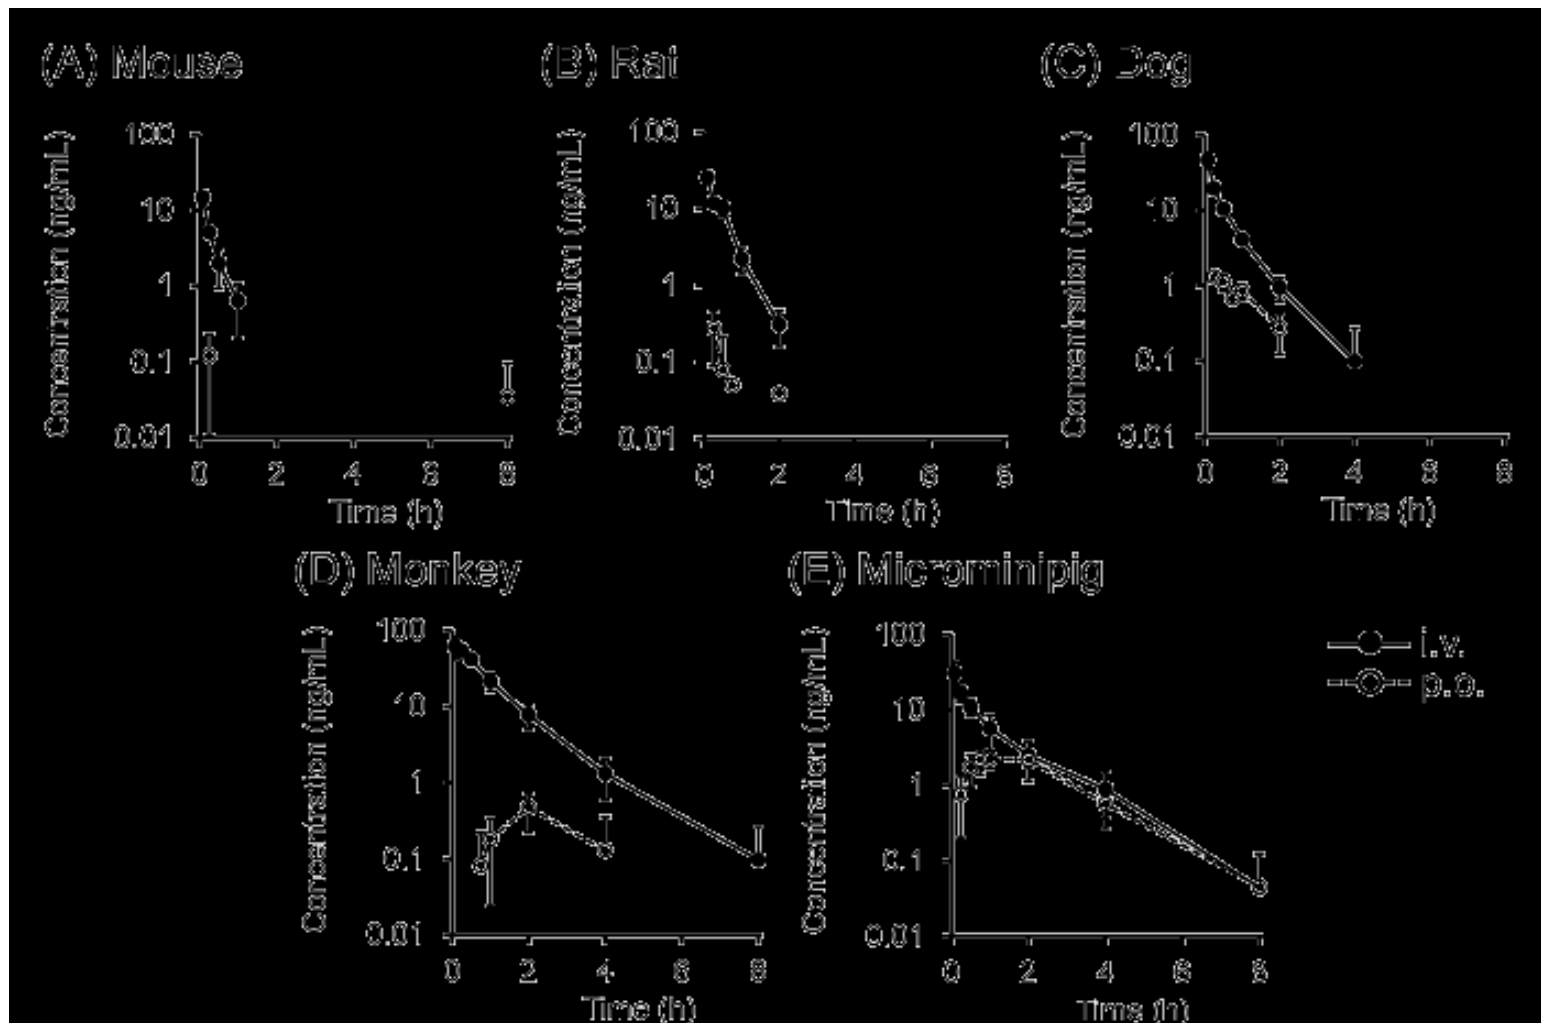 (A) Mouse
Concentration (ng/mL)
100
10
1
0.1
0.01
0 2 4 6 8
Time (h)
(B) Rat
Concentration (ng/mL)
100
10
1
0.1
0.01
0 2 4 6 8
Time (h)
(C) Dog
Concentration (ng/mL)
100
10
1
0.1
0.01
0 2 4 6 8
Time (h)
(D) Monkey
Concentration (ng/mL)
100
10
1
0.1
0.01
0 2 4 6 8
Time (h)
(E) Microminipig
Concentration (ng/mL)
100
10
1
0.1
0.01
0 2 4 6 8
Time (h)
i.v.
p.o.